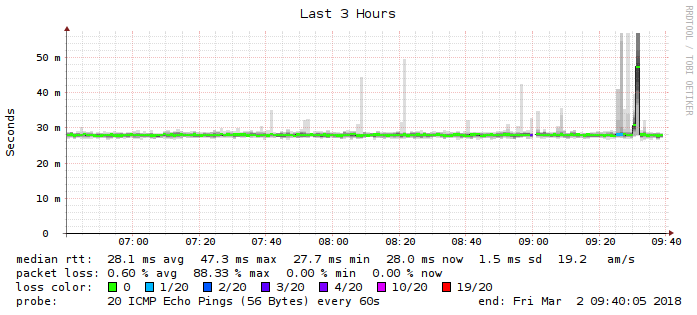 Last 3 Hours
RRDTOOL / TOBI OETIKER
Seconds
50 m
40 m
30 m
20 m
10 m
0
07:00 07:20 07:40 08:00 08:20 08:40 09:00 09:20 09:40
median rtt: 28.1 ms avg 47.3 ms max 27.7 ms min 28.0 ms now 1.5 ms sd 19.2 am/s
packet loss: 0.60 % avg 88.33 % max 0.00 % min 0.00 % now
loss color: 0 1/20 2/20 3/20 4/20 10/20 19/20
probe: 20 ICMP Echo Pings (56 Bytes) every 60s end: Fri Mar 2 09:40:05 2018